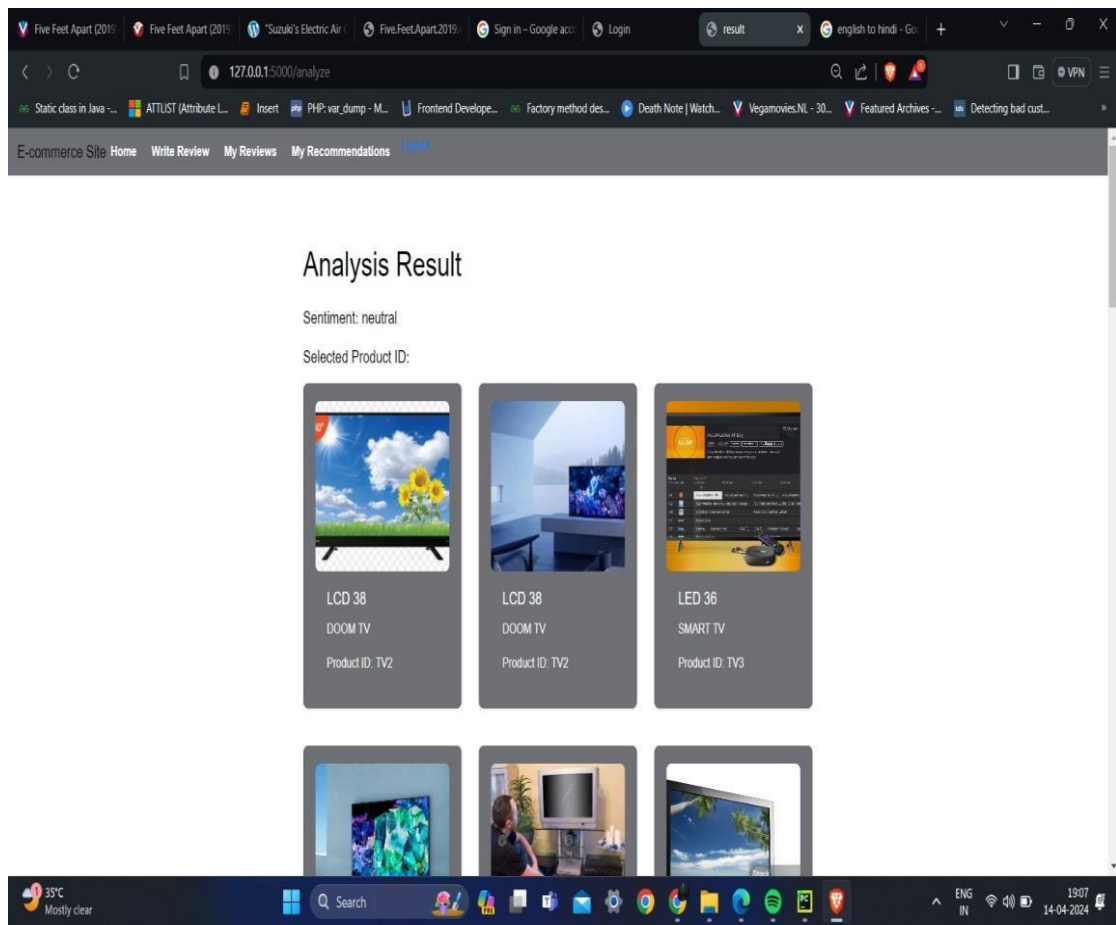 Five Feet Apart (2019 Five Feet Apart (2019 "Suzuki's Electric Air ( Five.Feet.Apart.2019. Sign in – Google acc Login result x english to hindi - Go +
127.0.0.1:5000/analyze VPN
Static class in Java -... ATTLIST (Attribute L... Insert PHP: var_dump - M... Frontend Develope... Factory method des... Death Note | Watch... Vegamovies.NL - 30... Featured Archives -... Detecting bad cust... »
E-commerce Site Home Write Review My Reviews My Recommendations Logout
Analysis Result
Sentiment: neutral
Selected Product ID:
LCD 38
DOOM TV
Product ID: TV2
LCD 38
DOOM TV
Product ID: TV2
LED 36
SMART TV
Product ID: TV3
35°C
Mostly clear
Search
ENG
IN
19:07
14-04-2024